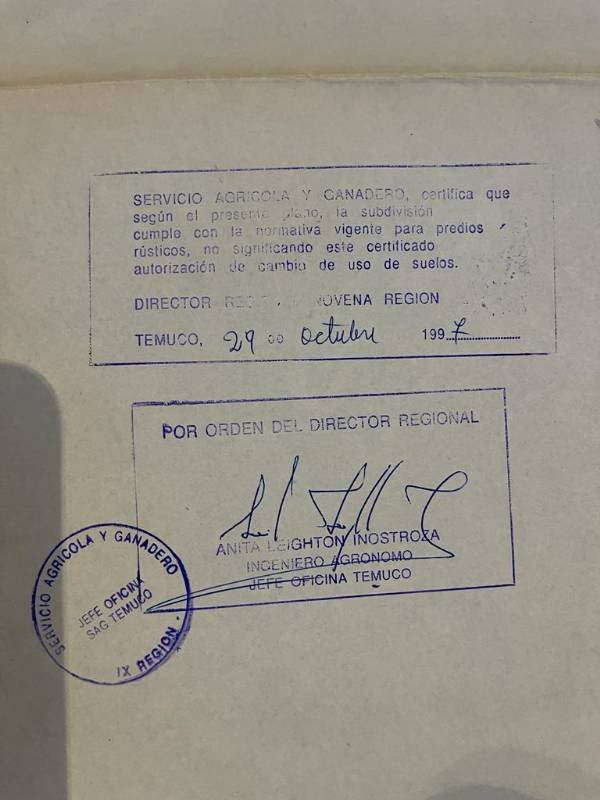 SERVICIO AGRICOLA Y GANADERO, certifica que
según el presente plano, la subdivisión
cumple con la normativa vigente para predios
rústicos, no significando este certificado
autorización de cambio de uso de suelos.
DIRECTOR NOVENA REGION
TEMUCO, 29 de Octubre 1997
POR ORDEN DEL DIRECTOR REGIONAL
ANITA LEIGHTON INOSTROZA
INGENIERO AGRONOMO
JEFE OFICINA TEMUCO
SERVICIO AGRICOLA Y GANADERO
JEFE OFICINA
SAG TEMUCO
IX REGION.